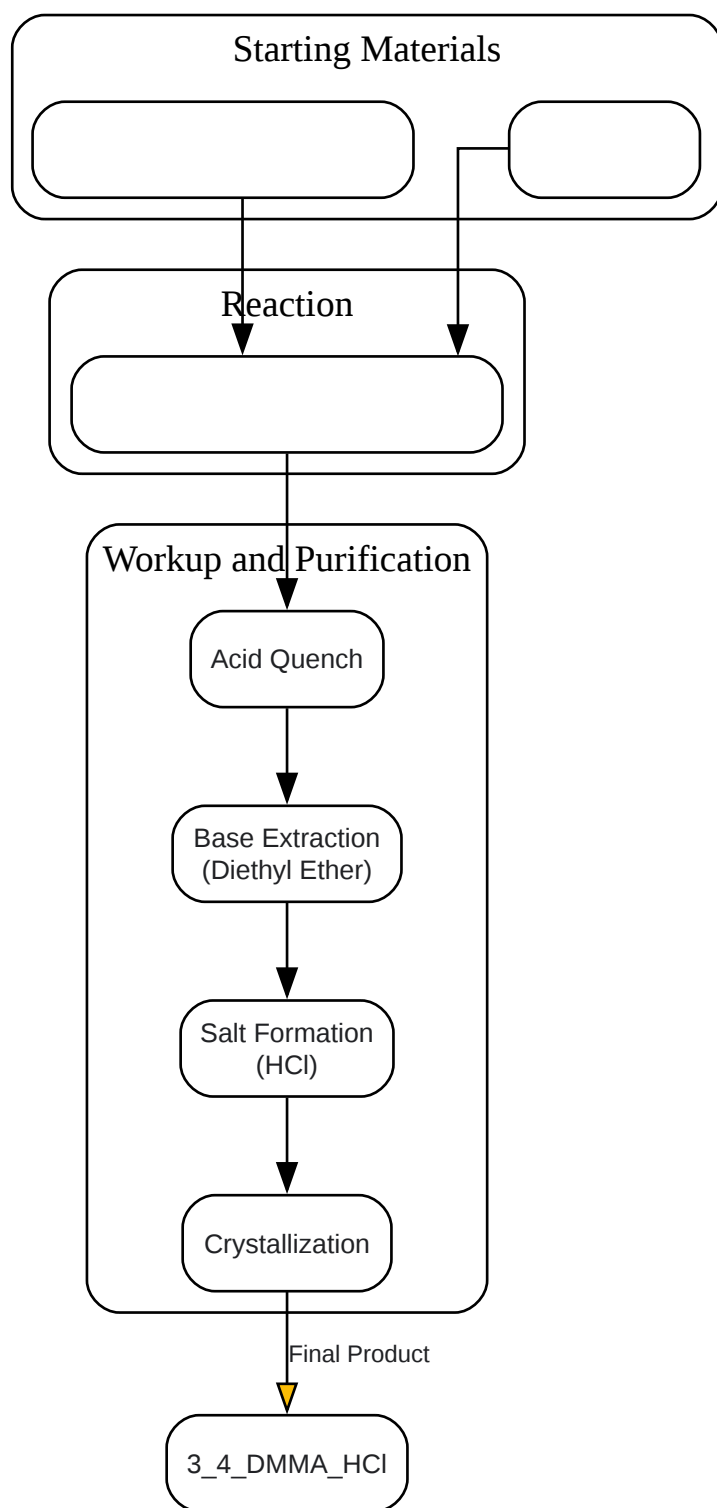 Starting Materials
Reaction
Workup and Purification
Acid Quench
Base Extraction
(Diethyl Ether)
Salt Formation
(HCl)
Crystallization
Final Product
3_4_DMMA_HCl